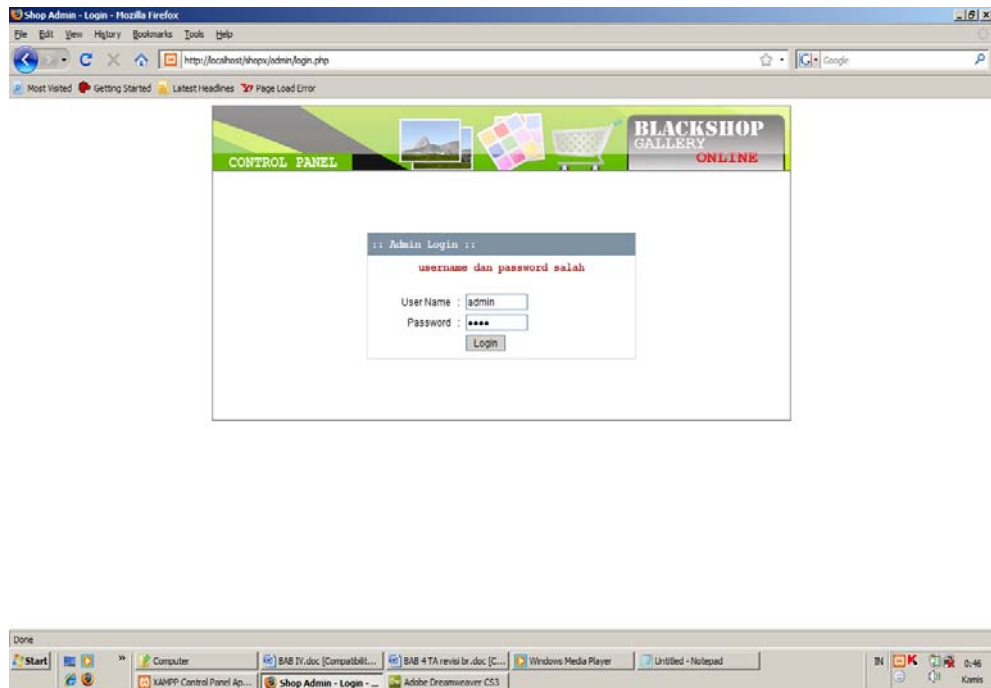 Shop Admin - Login - Mozilla Firefox
File Edit View History Bookmarks Tools Help
http://localhost/shopx/admin/login.php
Google
Most Visited Getting Started Latest Headlines Page Load Error
CONTROL PANEL
BLACKSHOP
GALLERY
ONLINE
:: Admin Login ::
username dan password salah
User Name : admin
Password : ••••
Login
Done
Start » Computer BAB IV.doc [Compatibilit... BAB 4 TA revisi br.doc [C... Windows Media Player Untitled - Notepad IN 0:46
XAMPP Control Panel Ap... Shop Admin - Login - ... Adobe Dreamweaver CS3 Kamis